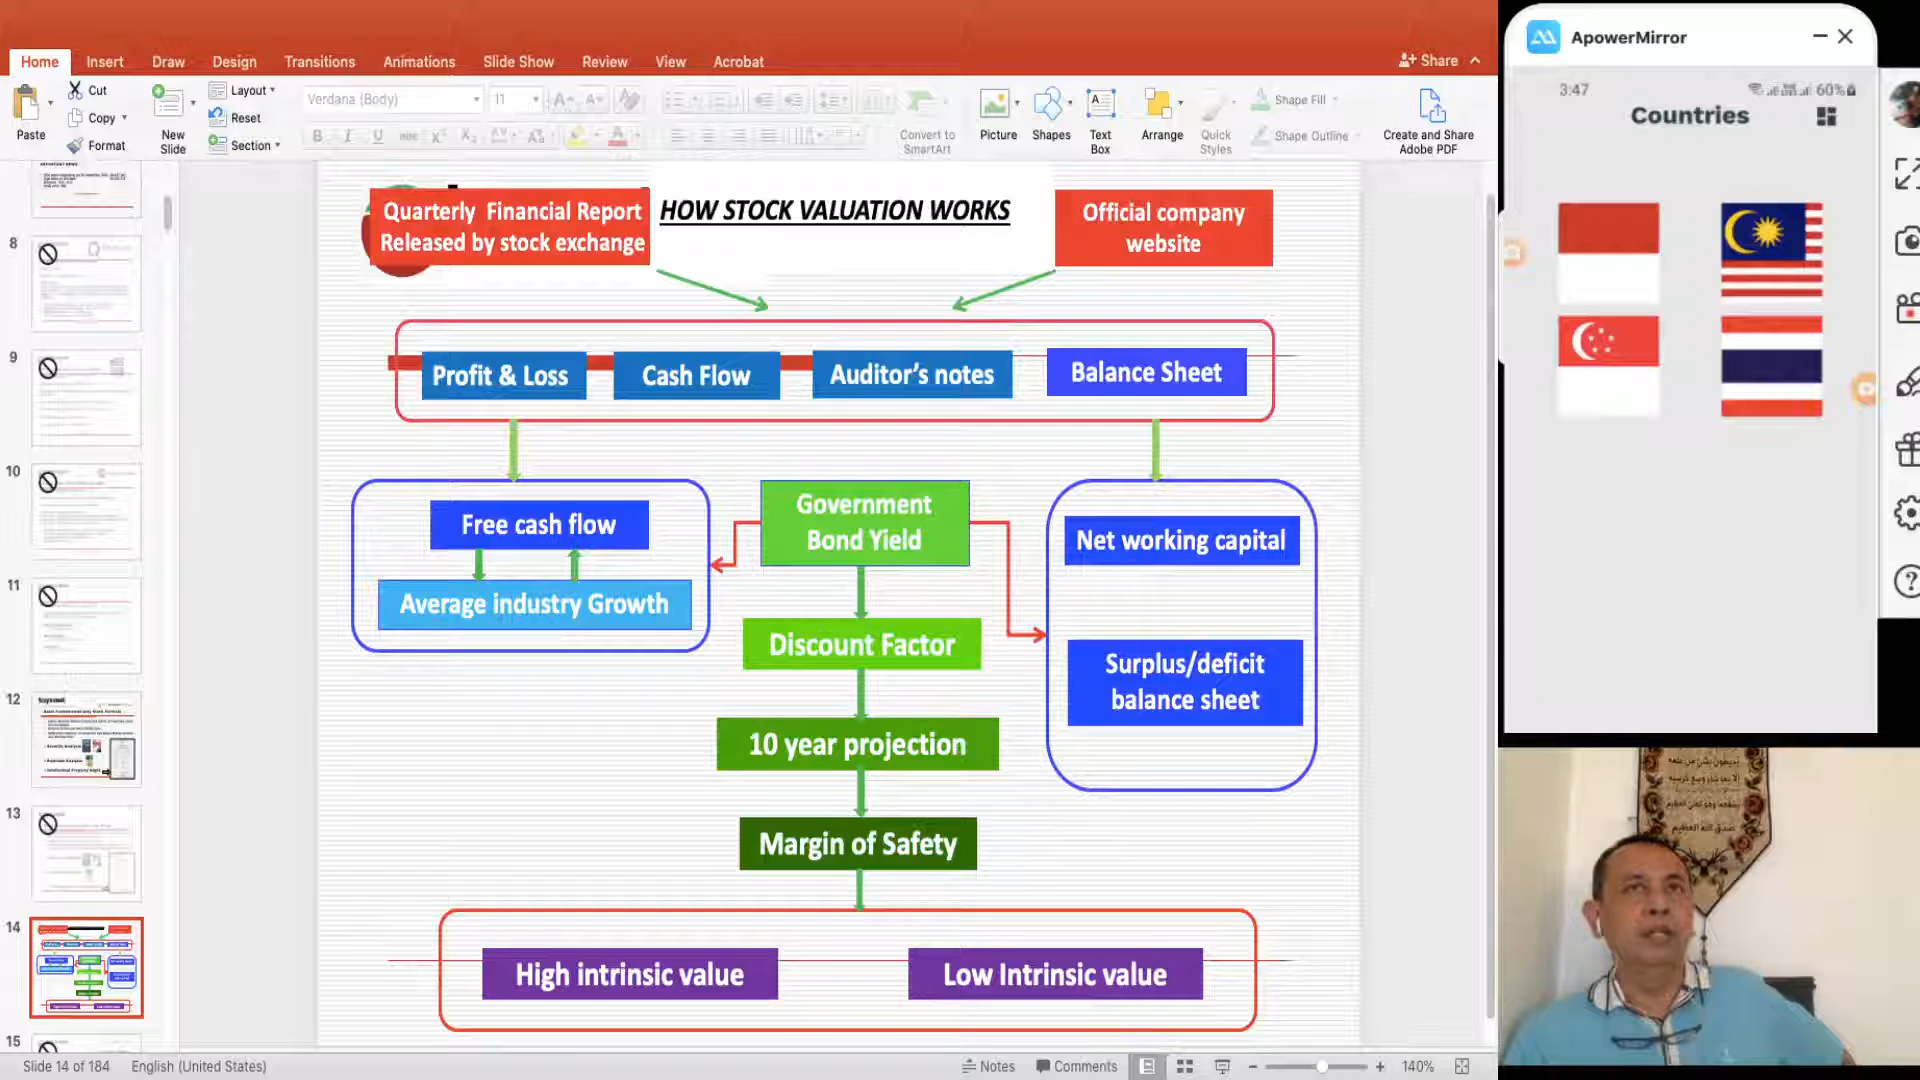 Home Insert Draw Design Transitions Animations Slide Show Review View Acrobat
Share
Paste
Cut
Copy
Format
New
Slide
Layout
Reset
Section
Verdana (Body) 11
B I U abc
Convert to
SmartArt
Picture
Shapes
Text
Box
Arrange
Quick
Styles
Shape Fill
Shape Outline
Create and Share
Adobe PDF
8
9
10
11
12
13
14
15
Quarterly Financial Report
Released by stock exchange
HOW STOCK VALUATION WORKS
Official company
website
Profit & Loss
Cash Flow
Auditor's notes
Balance Sheet
Free cash flow
Average industry Growth
Government
Bond Yield
Discount Factor
10 year projection
Margin of Safety
Net working capital
Surplus/deficit
balance sheet
High intrinsic value
Low Intrinsic value
Slide 14 of 184
English (United States)
Notes
Comments
140%
ApowerMirror
3:47
60%
Countries
صدق الله العظيم